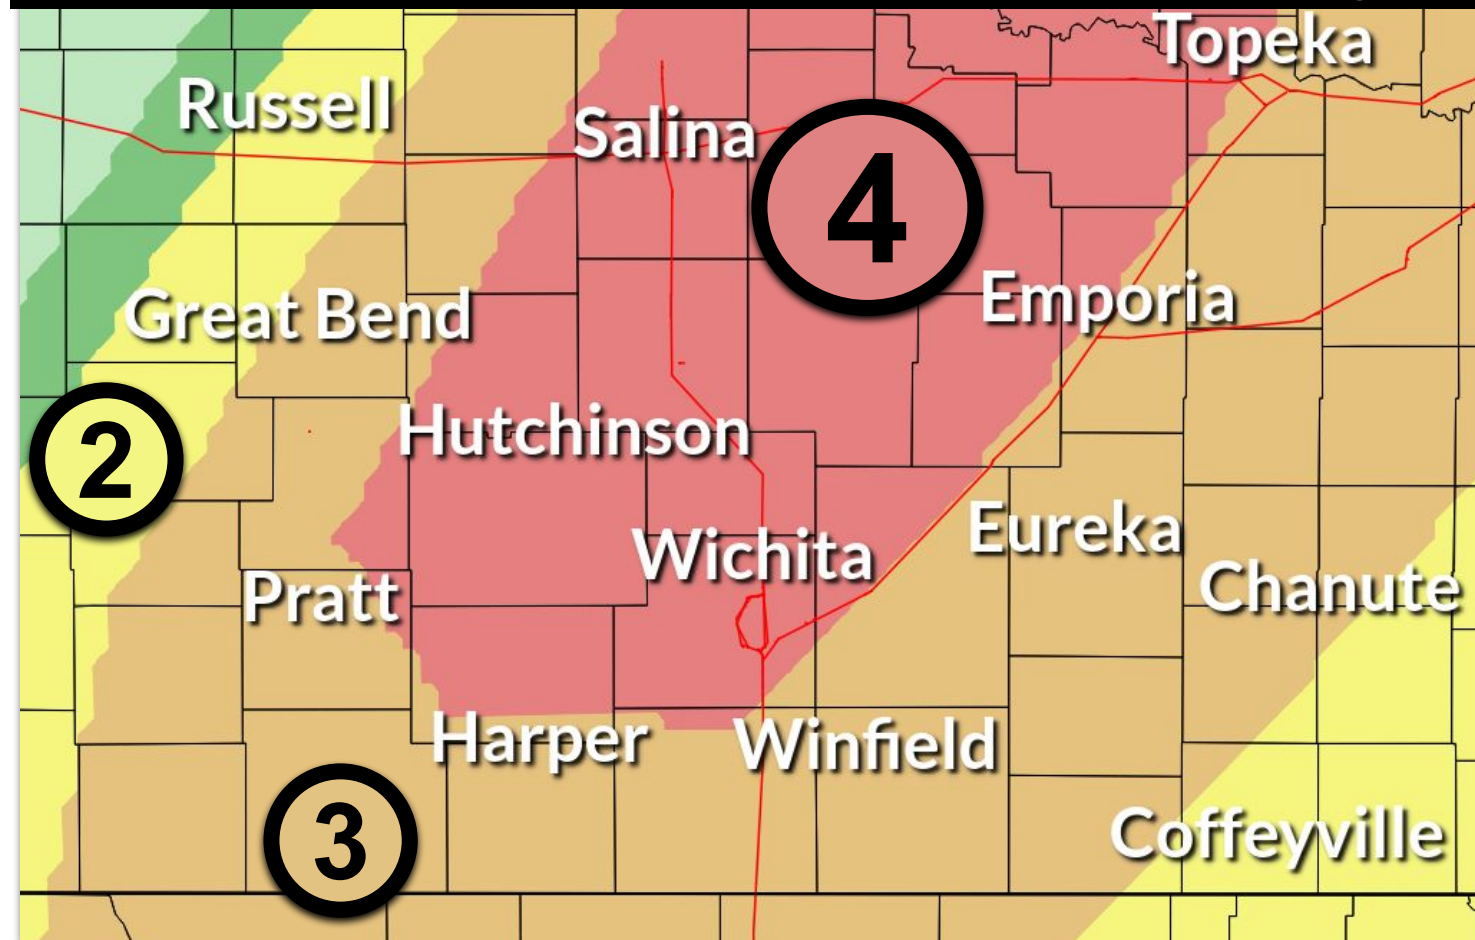 Topeka
Russell
Salina
4
Emporia
Great Bend
Hutchinson
2
Eureka
Wichita
Chanute
Pratt
Harper
Winfield
Coffeyville
3